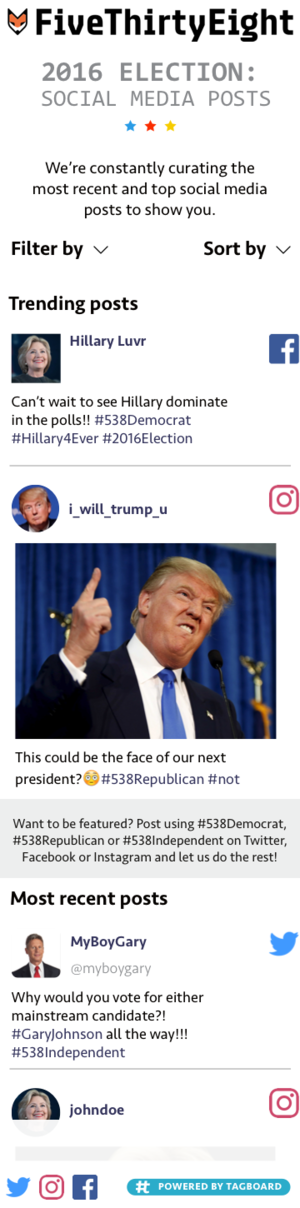 FiveThirtyEight
2016 ELECTION:
SOCIAL MEDIA POSTS
We're constantly curating the
most recent and top social media
posts to show you.
Filter by
Sort by
Trending posts
Hillary Luvr
Can't wait to see Hillary dominate
in the polls!! #538Democrat
#Hillary4Ever #2016Election
i_will_trump_u
This could be the face of our next
president?😳#538Republican #not
Want to be featured? Post using #538Democrat,
#538Republican or #538Independent on Twitter,
Facebook or Instagram and let us do the rest!
Most recent posts
MyBoyGary
@myboygary
Why would you vote for either
mainstream candidate?!
#GaryJohnson all the way!!!
#538Independent
johndoe
POWERED BY TAGBOARD